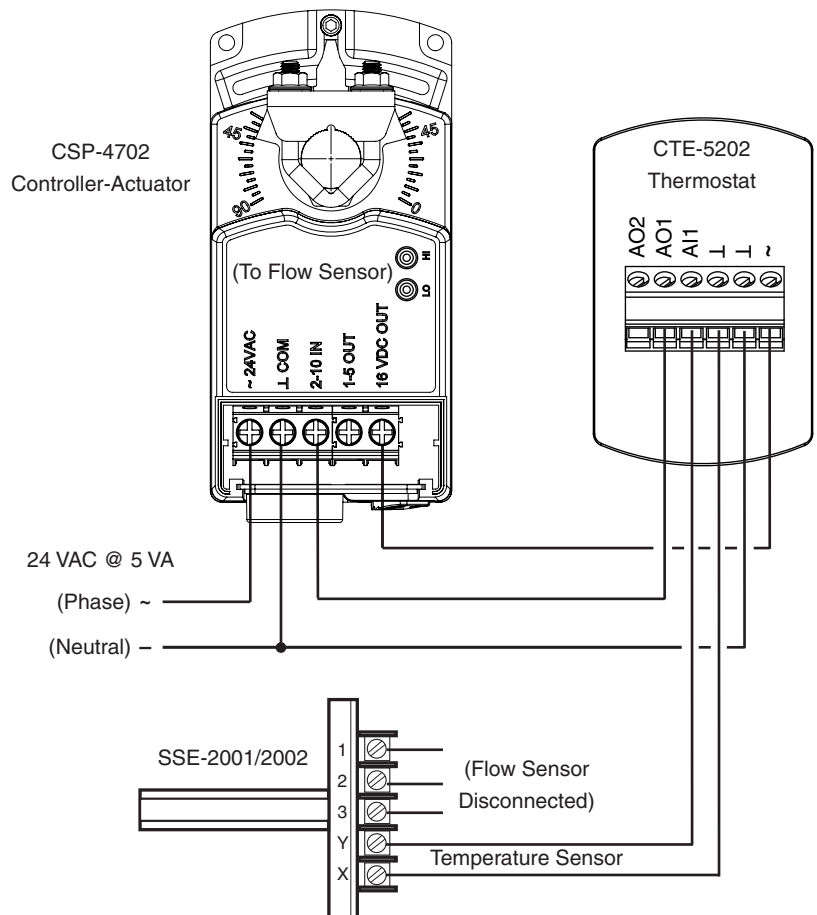 CSP-4702
Controller-Actuator
45
45
90
0
(To Flow Sensor)
HI
LO
~ 24VAC
⊥ COM
2-10 IN
1-5 OUT
16 VDC OUT
CTE-5202
Thermostat
AO2
AO1
AI1
⊥
⊥
~
24 VAC @ 5 VA
(Phase) ~
(Neutral) –
SSE-2001/2002
1
2
3
Y
X
(Flow Sensor
Disconnected)
Temperature Sensor